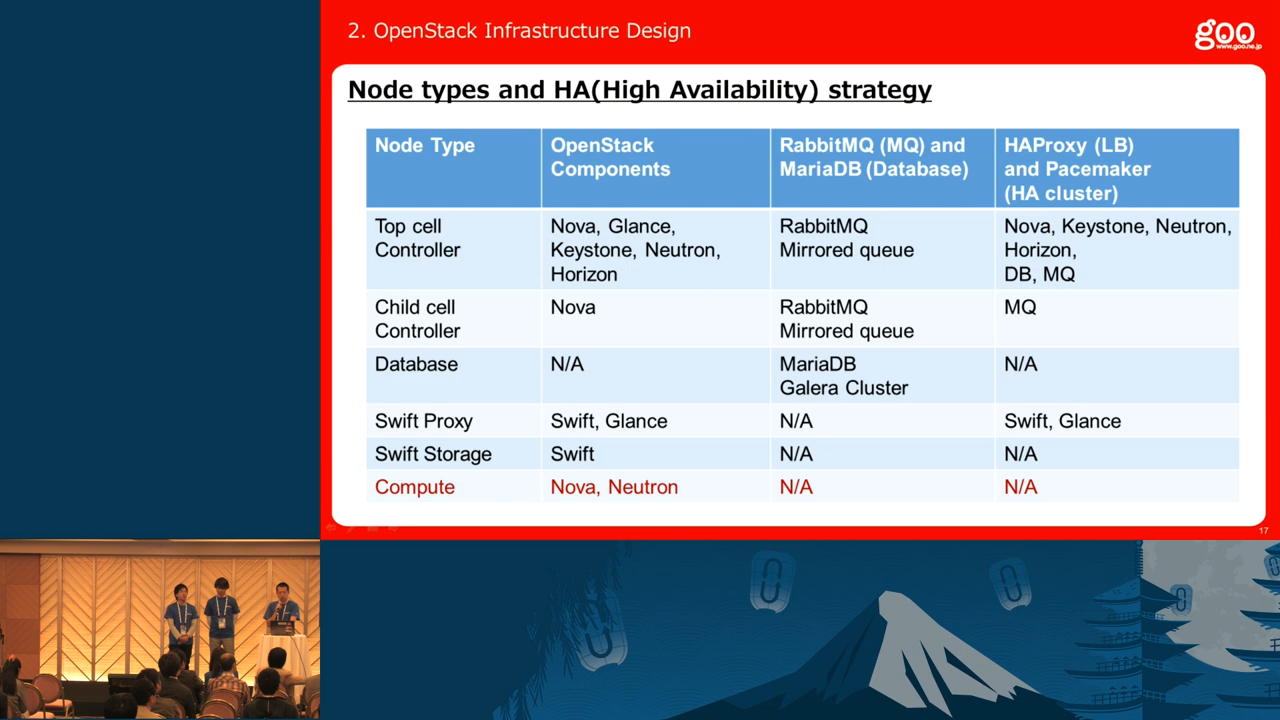 2. OpenStack Infrastructure Design
goo
www.goo.ne.jp
Node types and HA(High Availability) strategy
Node Type
OpenStack
Components
RabbitMQ (MQ) and
MariaDB (Database)
HAProxy (LB)
and Pacemaker
(HA cluster)
Top cell
Controller
Nova, Glance,
Keystone, Neutron,
Horizon
RabbitMQ
Mirrored queue
Nova, Keystone, Neutron,
Horizon,
DB, MQ
Child cell
Controller
Nova
RabbitMQ
Mirrored queue
MQ
Database
N/A
MariaDB
Galera Cluster
N/A
Swift Proxy
Swift, Glance
N/A
Swift, Glance
Swift Storage
Swift
N/A
N/A
Compute
Nova, Neutron
N/A
N/A
17